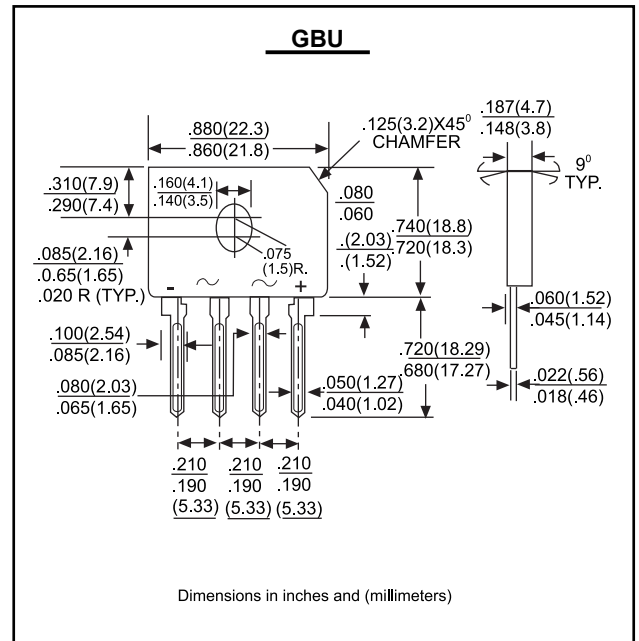 GBU
.880(22.3)
.860(21.8)
.125(3.2)X45⁰
CHAMFER
.187(4.7)
.148(3.8)
9⁰
TYP.
.310(7.9)
.290(7.4)
.160(4.1)
.140(3.5)
.080
.060
(2.03)
.(1.52)
.740(18.8)
.720(18.3)
.085(2.16)
.0.65(1.65)
.020 R (TYP.)
.075
(1.5)R.
- ~ ~ +
.060(1.52)
.045(1.14)
.100(2.54)
.085(2.16)
.720(18.29)
.680(17.27)
.080(2.03)
.065(1.65)
.050(1.27)
.040(1.02)
.022(.56)
.018(.46)
.210 .210 .210
.190 .190 .190
(5.33) (5.33) (5.33)
Dimensions in inches and (millimeters)